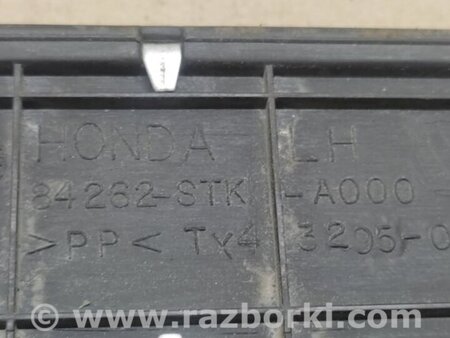 HONDA LH
84262-STK -A000 -
>PP< TY4 3205-0
www.razborki.com